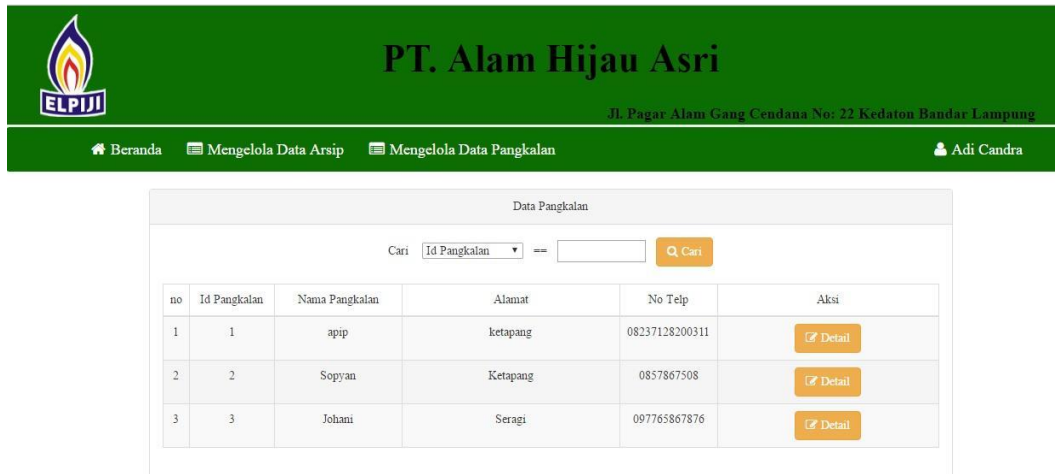 ELPIJI
PT. Alam Hijau Asri
Jl. Pagar Alam Gang Cendana No: 22 Kedaton Bandar Lampung
Beranda Mengelola Data Arsip Mengelola Data Pangkalan Adi Candra
Data Pangkalan
Cari Id Pangkalan == Cari
no Id Pangkalan Nama Pangkalan Alamat No Telp Aksi
1 1 apip ketapang 08237128200311 Detail
2 2 Sopyan Ketapang 0857867508 Detail
3 3 Johani Seragi 097765867876 Detail